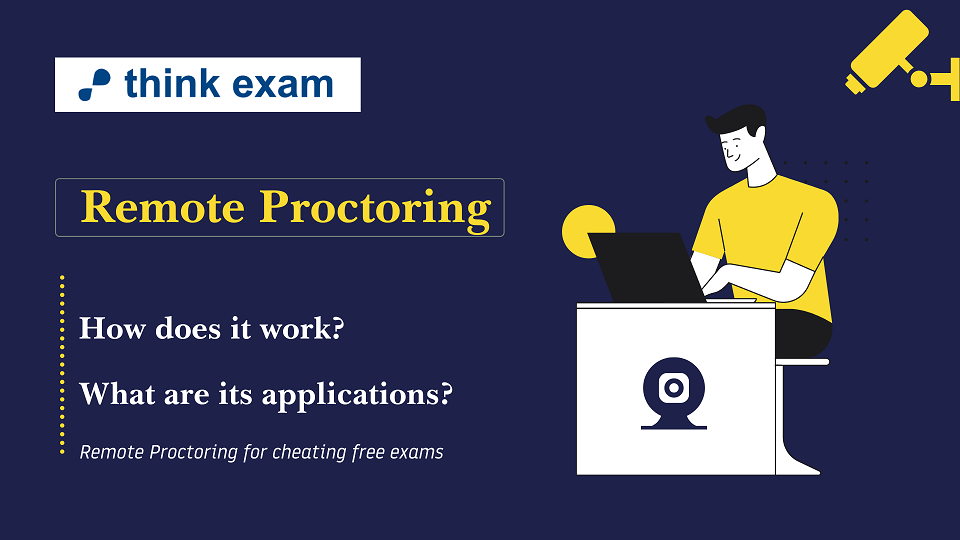 think exam
Remote Proctoring
How does it work?
What are its applications?
Remote Proctoring for cheating free exams